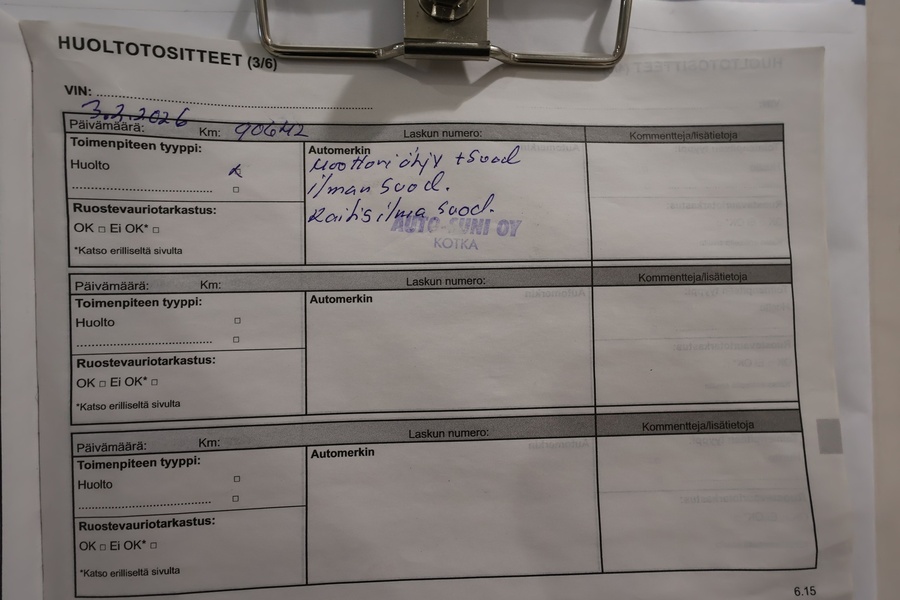 HUOLTOTOSITTEET (3/6)
VIN:
3.2.2026
Päivämäärä: Km: 90642 Laskun numero: Kommentteja/lisätietoja
Toimenpiteen tyyppi:
Huolto
Ruostevauriotarkastus:
OK □ Ei OK* □
*Katso erilliseltä sivulta
Automerkin
Moottoriöljy + suod
ilman suod.
Raitisilma suod.
AUTO-SUNI OY
KOTKA
Päivämäärä: Km: Laskun numero: Kommentteja/lisätietoja
Toimenpiteen tyyppi:
Huolto □
□
Ruostevauriotarkastus:
OK □ Ei OK* □
*Katso erilliseltä sivulta
Automerkin
Päivämäärä: Km: Laskun numero: Kommentteja/lisätietoja
Toimenpiteen tyyppi:
Huolto □
□
Ruostevauriotarkastus:
OK □ Ei OK* □
*Katso erilliseltä sivulta
Automerkin
6.15